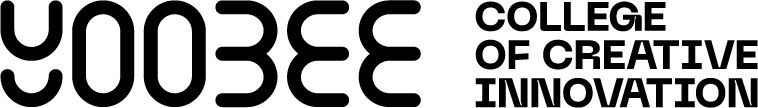 YOOBEE
COLLEGE
OF CREATIVE
INNOVATION